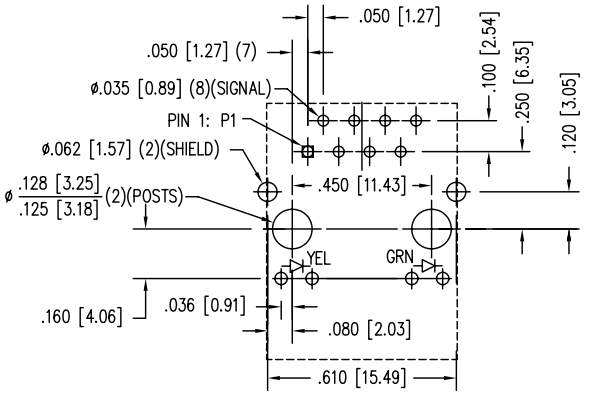 .050 [1.27]
.050 [1.27] (7)
ø.035 [0.89] (8)(SIGNAL)
PIN 1: P1
ø.062 [1.57] (2)(SHIELD)
ø .128 [3.25]
.125 [3.18] (2)(POSTS)
.100 [2.54]
.250 [6.35]
.120 [3.05]
.450 [11.43]
YEL
GRN
.036 [0.91]
.160 [4.06]
.080 [2.03]
.610 [15.49]